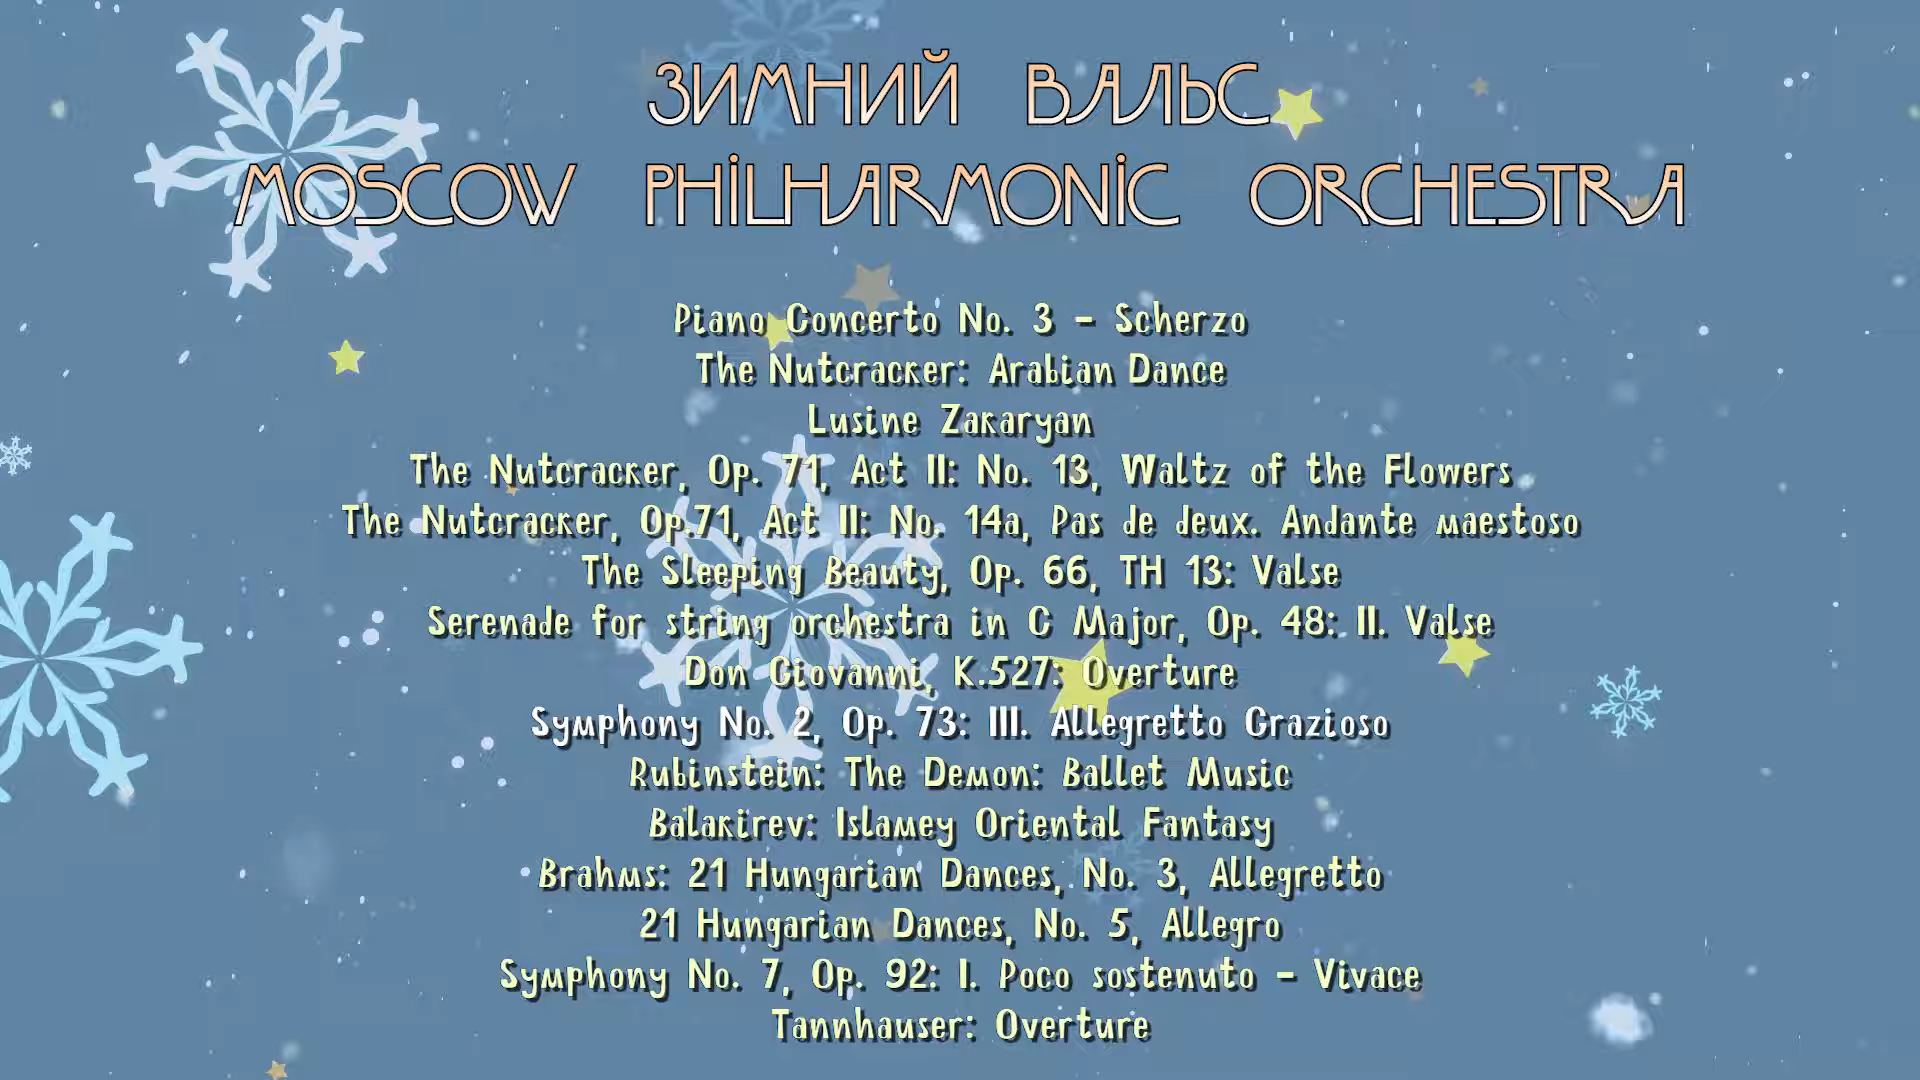 ЗИМНИЙ ВАЛЬС
MOSCOW PHILHARMONIC ORCHESTRA
Piano Concerto No. 3 - Scherzo
The Nutcracker: Arabian Dance
Lusine Zakaryan
The Nutcracker, Op. 71, Act II: No. 13, Waltz of the Flowers
The Nutcracker, Op.71, Act II: No. 14a, Pas de deux. Andante maestoso
The Sleeping Beauty, Op. 66, TH 13: Valse
Serenade for string orchestra in C Major, Op. 48: II. Valse
Don Giovanni, K.527: Overture
Symphony No. 2, Op. 73: III. Allegretto Grazioso
Rubinstein: The Demon: Ballet Music
Balakirev: Islamey Oriental Fantasy
Brahms: 21 Hungarian Dances, No. 3, Allegretto
21 Hungarian Dances, No. 5, Allegro
Symphony No. 7, Op. 92: I. Poco sostenuto - Vivace
Tannhauser: Overture